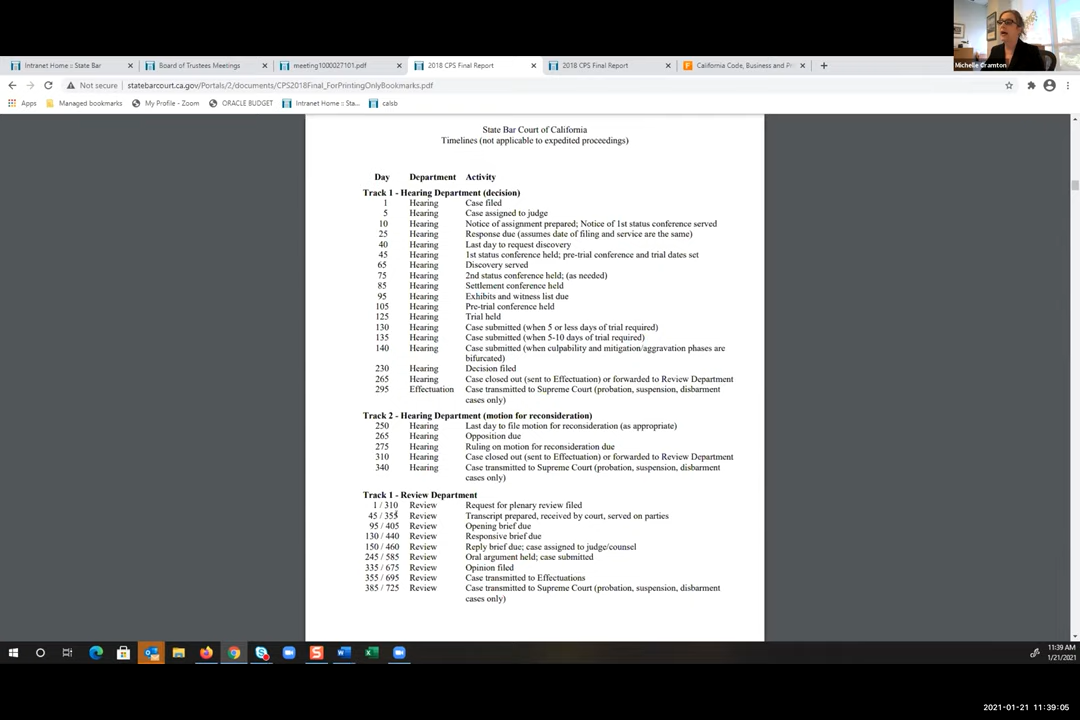 Michelle Cramton
Intranet Home :: State Bar
Board of Trustees Meetings
meeting1000027101.pdf
2018 CPS Final Report
2018 CPS Final Report
California Code, Business and Pr
Not secure | statebarcourt.ca.gov/Portals/2/documents/CPS2018Final_ForPrintingOnlyBookmarks.pdf
Apps Managed bookmarks My Profile - Zoom ORACLE BUDGET Intranet Home :: Sta... calsb
State Bar Court of California
Timelines (not applicable to expedited proceedings)
Day Department Activity
Track 1 - Hearing Department (decision)
1 Hearing Case filed
5 Hearing Case assigned to judge
10 Hearing Notice of assignment prepared; Notice of 1st status conference served
25 Hearing Response due (assumes date of filing and service are the same)
40 Hearing Last day to request discovery
45 Hearing 1st status conference held; pre-trial conference and trial dates set
65 Hearing Discovery served
75 Hearing 2nd status conference held; (as needed)
85 Hearing Settlement conference held
95 Hearing Exhibits and witness list due
105 Hearing Pre-trial conference held
125 Hearing Trial held
130 Hearing Case submitted (when 5 or less days of trial required)
135 Hearing Case submitted (when 5-10 days of trial required)
140 Hearing Case submitted (when culpability and mitigation/aggravation phases are
bifurcated)
230 Hearing Decision filed
265 Hearing Case closed out (sent to Effectuation) or forwarded to Review Department
295 Effectuation Case transmitted to Supreme Court (probation, suspension, disbarment
cases only)
Track 2 - Hearing Department (motion for reconsideration)
250 Hearing Last day to file motion for reconsideration (as appropriate)
265 Hearing Opposition due
275 Hearing Ruling on motion for reconsideration due
310 Hearing Case closed out (sent to Effectuation) or forwarded to Review Department
340 Hearing Case transmitted to Supreme Court (probation, suspension, disbarment
cases only)
Track 1 - Review Department
1 / 310 Review Request for plenary review filed
45 / 355 Review Transcript prepared, received by court, served on parties
95 / 405 Review Opening brief due
130 / 440 Review Responsive brief due
150 / 460 Review Reply brief due; case assigned to judge/counsel
245 / 585 Review Oral argument held; case submitted
335 / 675 Review Opinion filed
355 / 695 Review Case transmitted to Effectuations
385 / 725 Review Case transmitted to Supreme Court (probation, suspension, disbarment
cases only)
11:39 AM
1/21/2021
2021-01-21 11:39:05